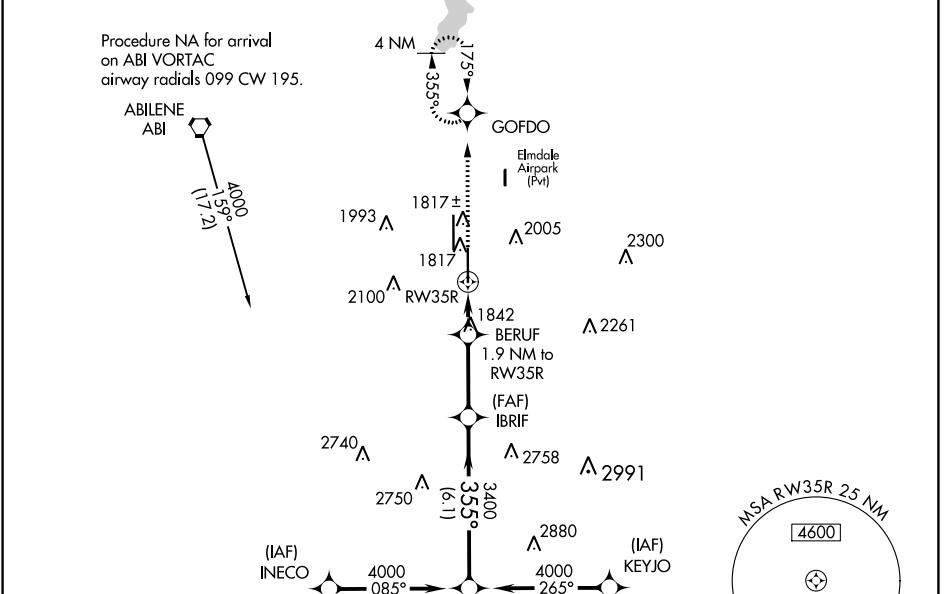 Procedure NA for arrival
on ABI VORTAC
airway radials 099 CW 195.
4 NM
175°
355°
ABILENE
ABI
GOFDO
Elmdale
Airpark
(Pvt)
4000
159°
(17.2)
1993
1817 ±
2005
2300
1817
2100
RW35R
1842
2261
BERUF
1.9 NM to
RW35R
(FAF)
IBRIF
2740
2758
2991
2750
3400
355°
(6.1)
MSA RW35R 25 NM
4600
2880
(IAF)
INECO
(IAF)
KEYJO
4000
085°
4000
265°